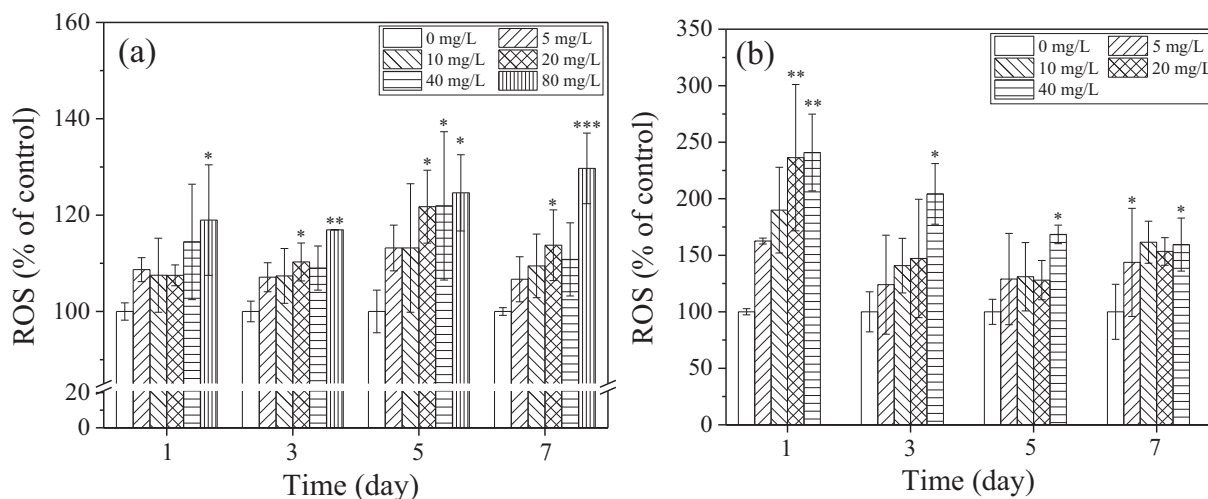 (a)
0 mg/L 5 mg/L
10 mg/L 20 mg/L
40 mg/L 80 mg/L
ROS (% of control)
160
140
120
100
20
0
* * ** * * * * ***
1 3 5 7
Time (day)
(b)
0 mg/L 5 mg/L
10 mg/L 20 mg/L
40 mg/L
ROS (% of control)
350
300
250
200
150
100
50
0
** ** * * * *
1 3 5 7
Time (day)